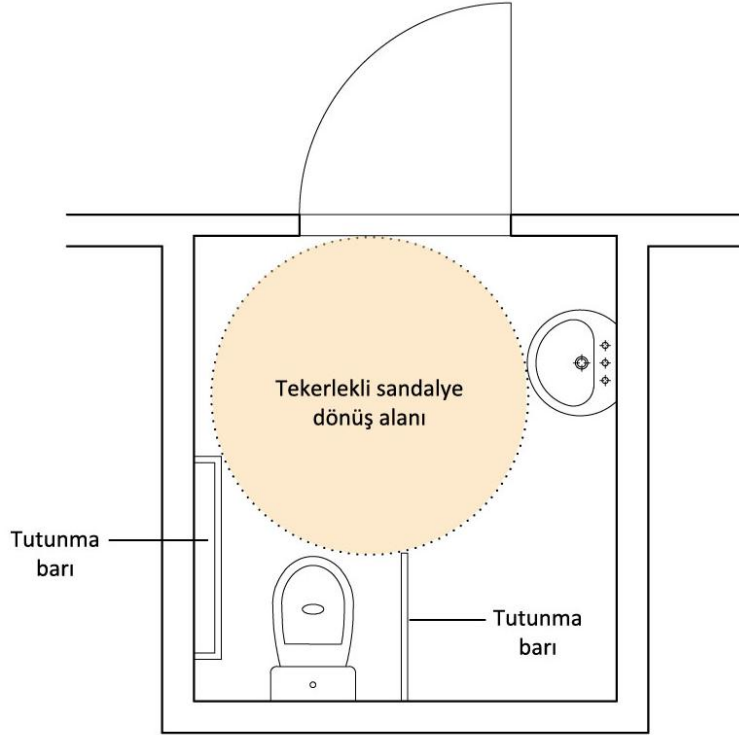 Tekerlekli sandalye
dönüş alanı
Tutunma
barı
Tutunma
barı